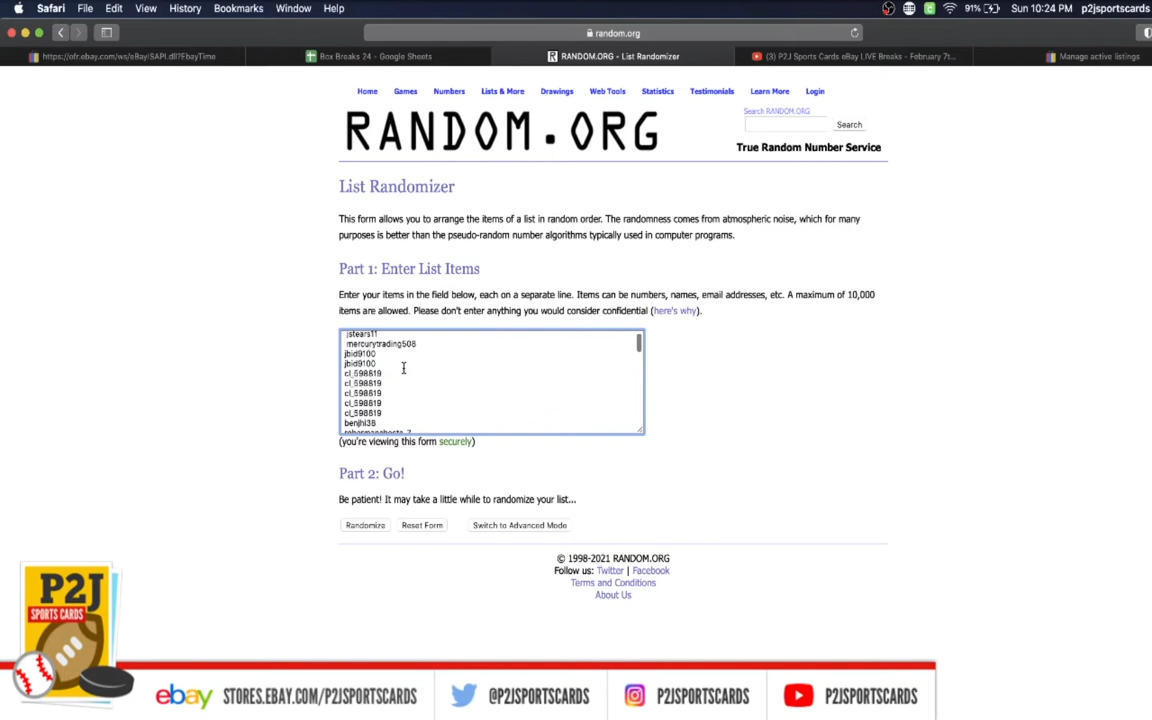 Safari File Edit View History Bookmarks Window Help 91% Sun 10:24 PM p2jsportscards
random.org
https://ofr.ebay.com/ws/eBayISAPI.dll?EbayTime Box Breaks 24 - Google Sheets RANDOM.ORG - List Randomizer (3) P2J Sports Cards eBay LIVE Breaks - February 7t... Manage active listings
Home Games Numbers Lists & More Drawings Web Tools Statistics Testimonials Learn More Login
Search RANDOM.ORG
Search
RANDOM.ORG
True Random Number Service
List Randomizer
This form allows you to arrange the items of a list in random order. The randomness comes from atmospheric noise, which for many
purposes is better than the pseudo-random number algorithms typically used in computer programs.
Part 1: Enter List Items
Enter your items in the field below, each on a separate line. Items can be numbers, names, email addresses, etc. A maximum of 10,000
items are allowed. Please don't enter anything you would consider confidential (here's why).
jstears11
mercurytrading508
jbid9100
jbid9100
cl_598819
cl_598819
cl_598819
cl_598819
cl_598819
benjhl38
(you're viewing this form securely)
Part 2: Go!
Be patient! It may take a little while to randomize your list...
Randomize Reset Form Switch to Advanced Mode
© 1998-2021 RANDOM.ORG
Follow us: Twitter | Facebook
Terms and Conditions
About Us
P2J
SPORTS CARDS
ebay STORES.EBAY.COM/P2JSPORTSCARDS @P2JSPORTSCARDS P2JSPORTSCARDS P2JSPORTSCARDS